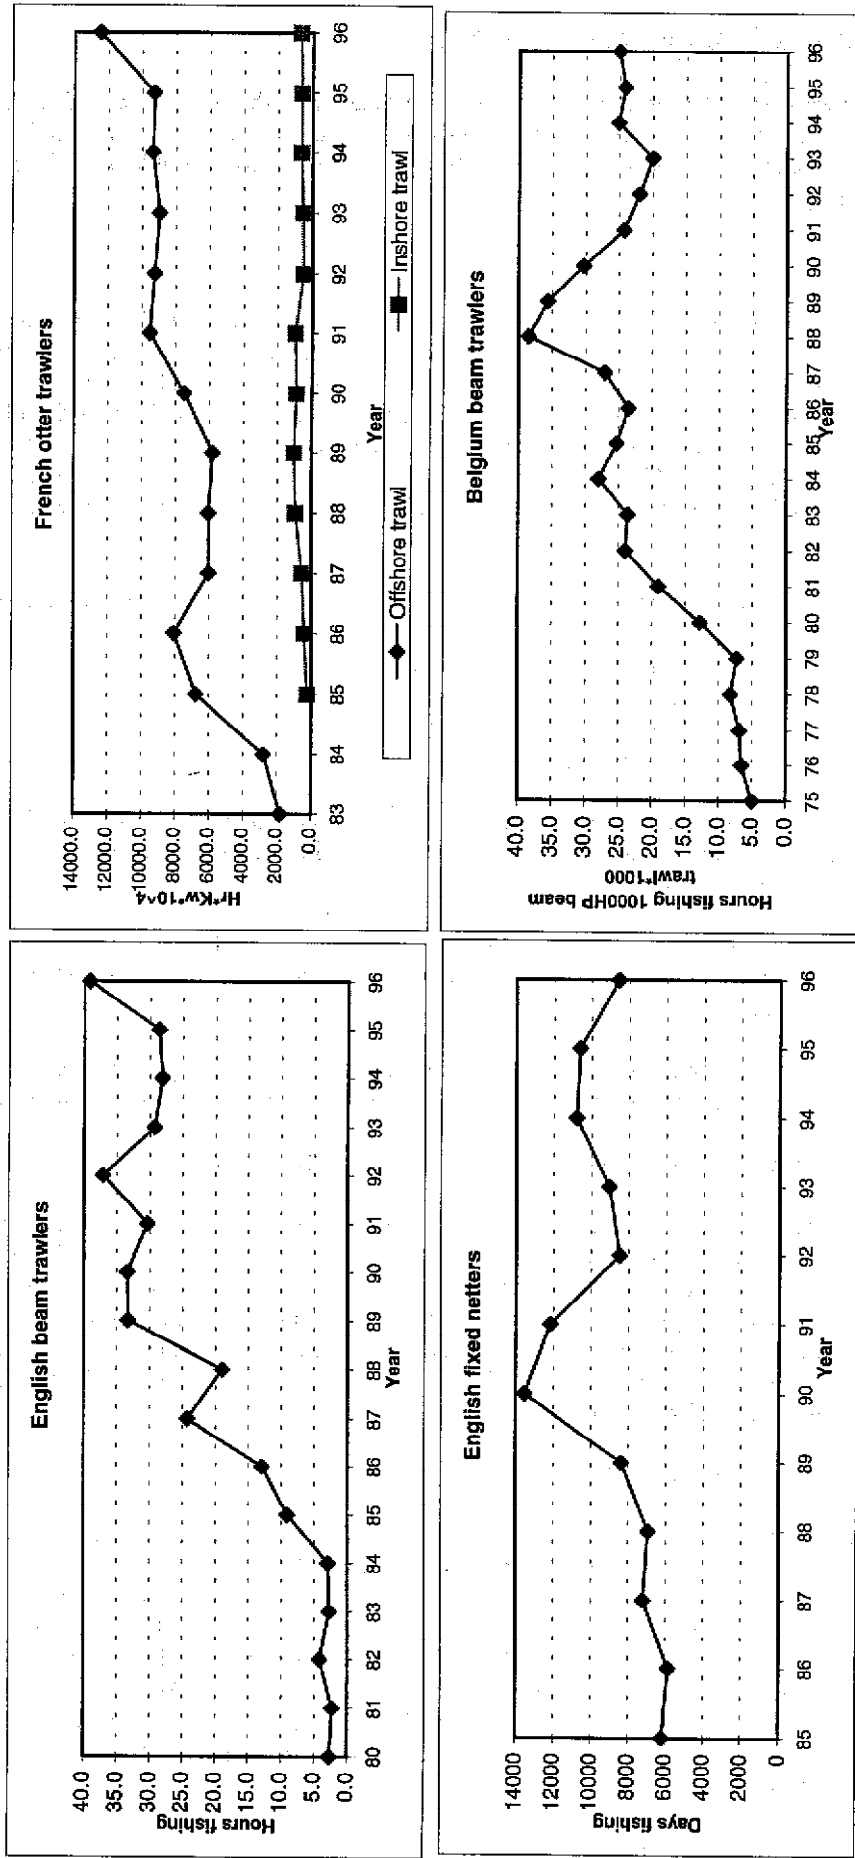 English beam trawlers
Hours fishing
40.0
35.0
30.0
25.0
20.0
15.0
10.0
5.0
0.0
80 81 82 83 84 85 86 87 88 89 90 91 92 93 94 95 96
Year
French otter trawlers
Hr*Kw*10^4
14000.0
12000.0
10000.0
8000.0
6000.0
4000.0
2000.0
0.0
83 84 85 86 87 88 89 90 91 92 93 94 95 96
Year
Offshore trawl Inshore trawl
English fixed netters
Days fishing
14000
12000
10000
8000
6000
4000
2000
0
85 86 87 88 89 90 91 92 93 94 95 96
Year
Belgium beam trawlers
Hours fishing 1000HP beam
trawl*1000
40.0
35.0
30.0
25.0
20.0
15.0
10.0
5.0
0.0
75 76 77 78 79 80 81 82 83 84 85 86 87 88 89 90 91 92 93 94 95 96
Year